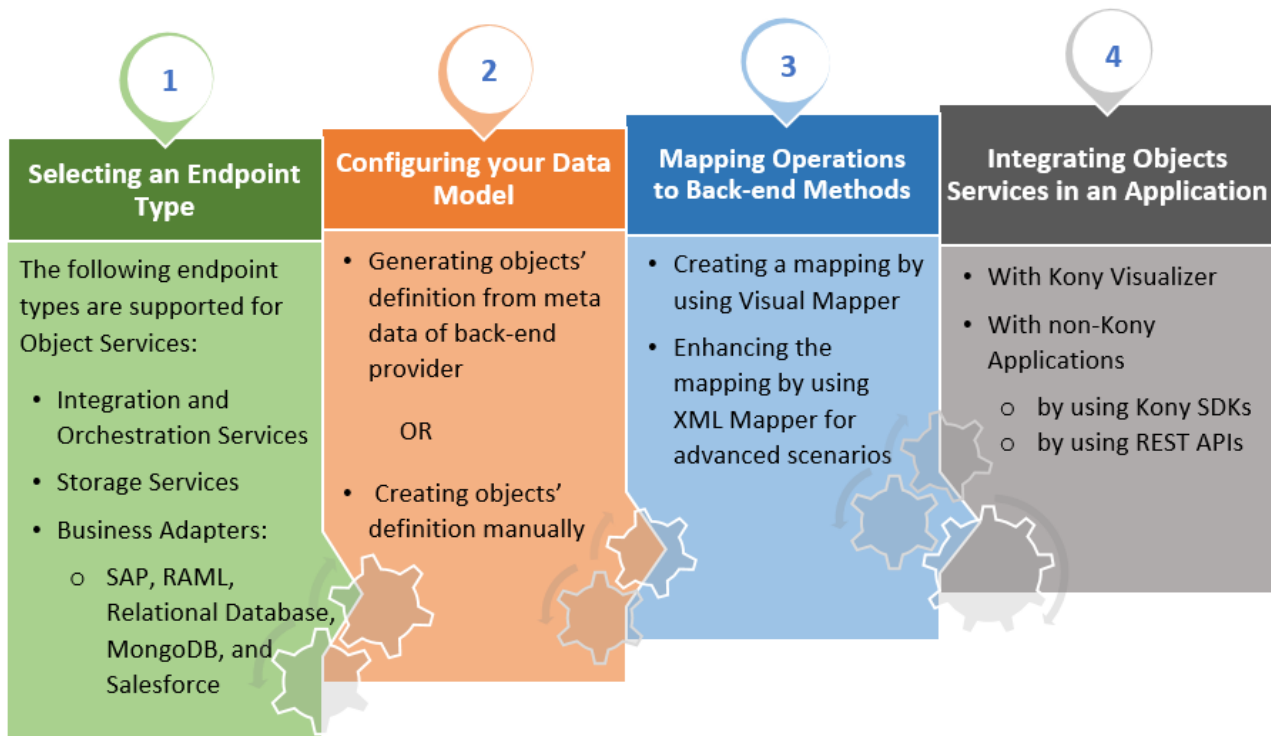 1
Selecting an Endpoint
Type
The following endpoint
types are supported for
Object Services:
• Integration and
Orchestration Services
• Storage Services
• Business Adapters:
o SAP, RAML,
Relational Database,
MongoDB, and
Salesforce
2
Configuring your Data
Model
• Generating objects’
definition from meta
data of back-end
provider
OR
• Creating objects’
definition manually
3
Mapping Operations
to Back-end Methods
• Creating a mapping by
using Visual Mapper
• Enhancing the
mapping by using
XML Mapper for
advanced scenarios
4
Integrating Objects
Services in an Application
• With Kony Visualizer
• With non-Kony
Applications
o by using Kony SDKs
o by using REST APIs